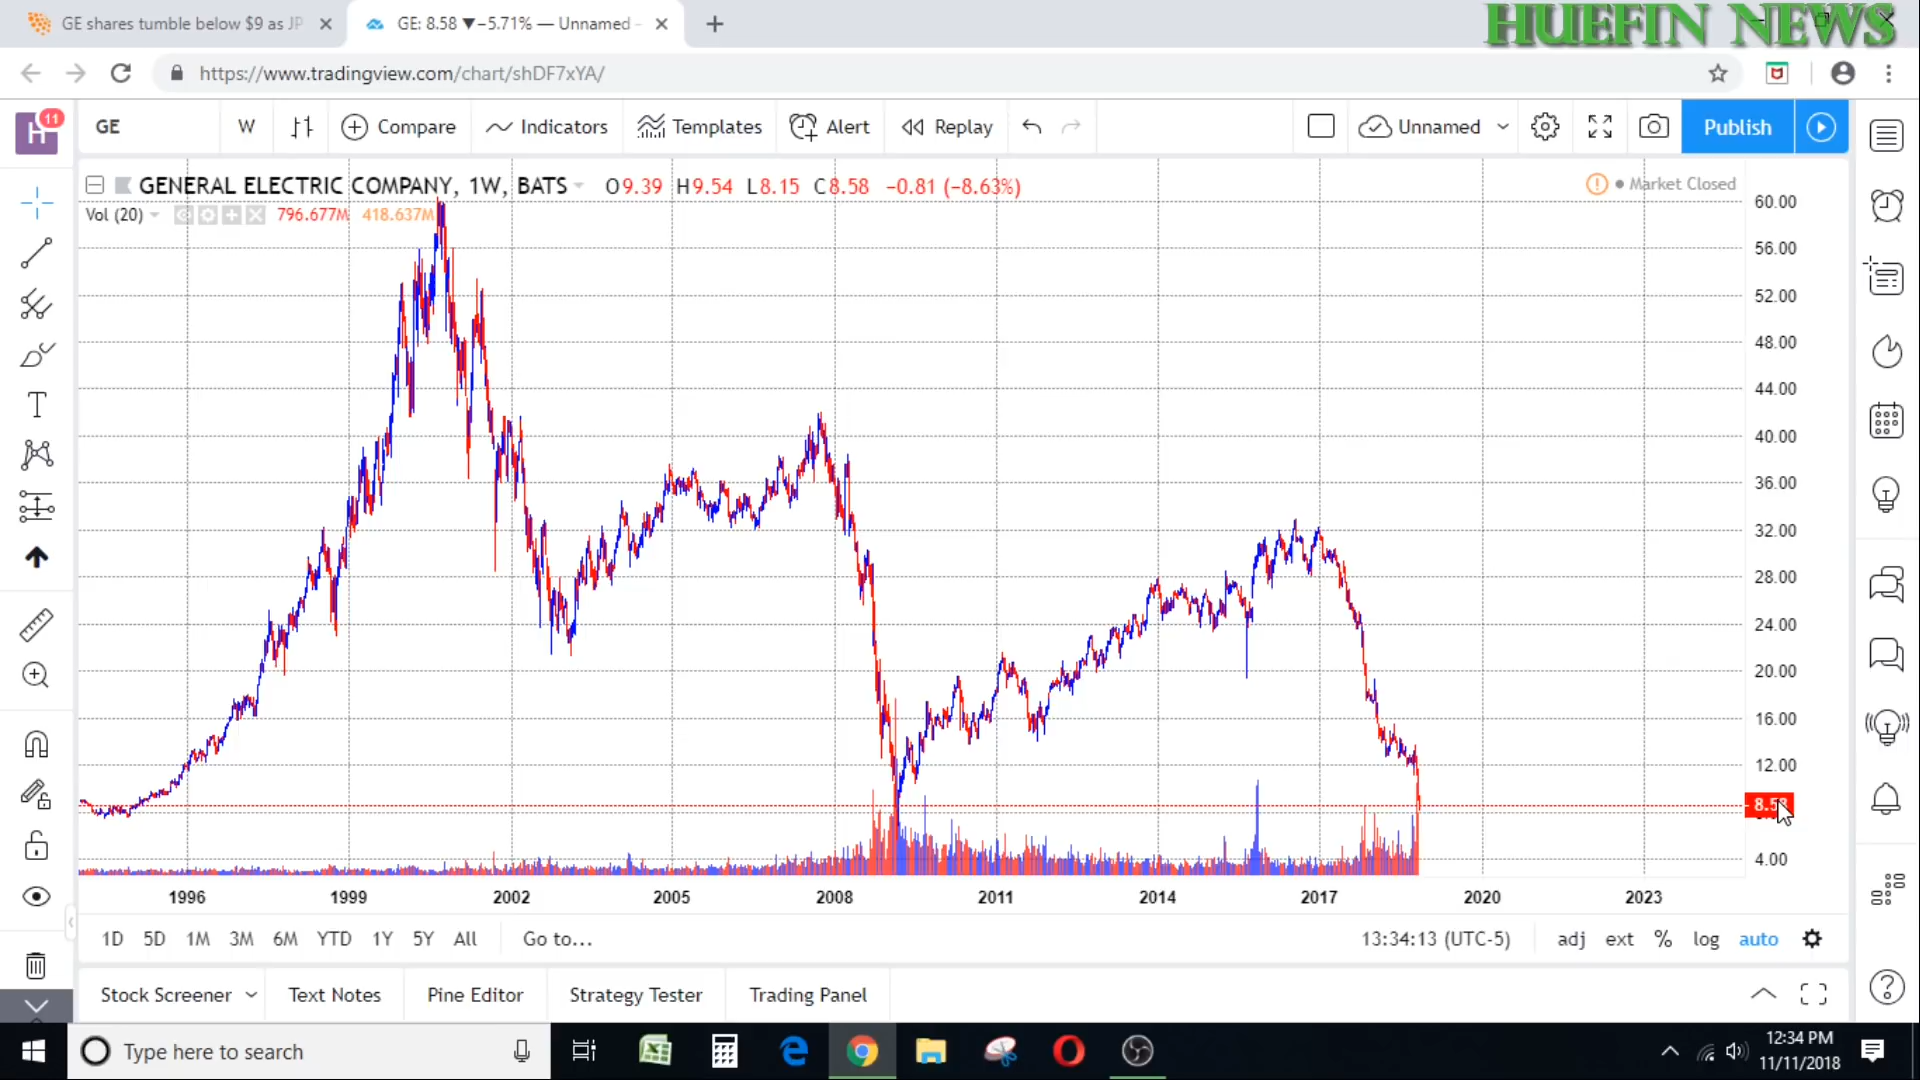 GE shares tumble below $9 as JP
GE: 8.58 ▼−5.71% — Unnamed
HUEFIN NEWS
https://www.tradingview.com/chart/shDF7xYA/
H
11
GE
W
Compare
Indicators
Templates
Alert
Replay
Unnamed
Publish
GENERAL ELECTRIC COMPANY, 1W, BATS
O9.39 H9.54 L8.15 C8.58 −0.81 (−8.63%)
Market Closed
Vol (20)
796.677M 418.637M
60.00
56.00
52.00
48.00
44.00
40.00
36.00
32.00
28.00
24.00
20.00
16.00
12.00
8.58
4.00
1996 1999 2002 2005 2008 2011 2014 2017 2020 2023
1D 5D 1M 3M 6M YTD 1Y 5Y All Go to...
13:34:13 (UTC-5) adj ext % log auto
Stock Screener Text Notes Pine Editor Strategy Tester Trading Panel
Type here to search
12:34 PM
11/11/2018